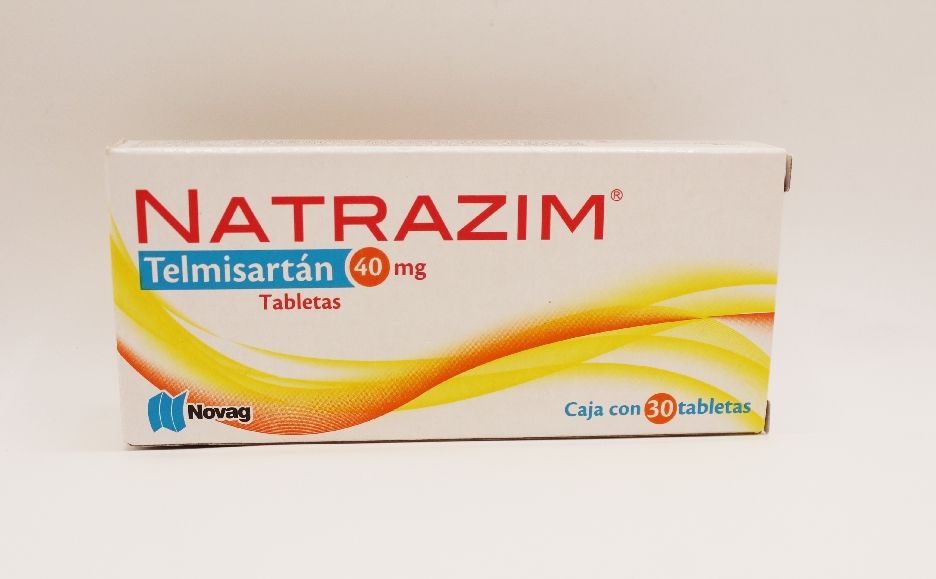 NATRAZIM®
Telmisartán 40 mg
Tabletas
Novag
Caja con 30 tabletas